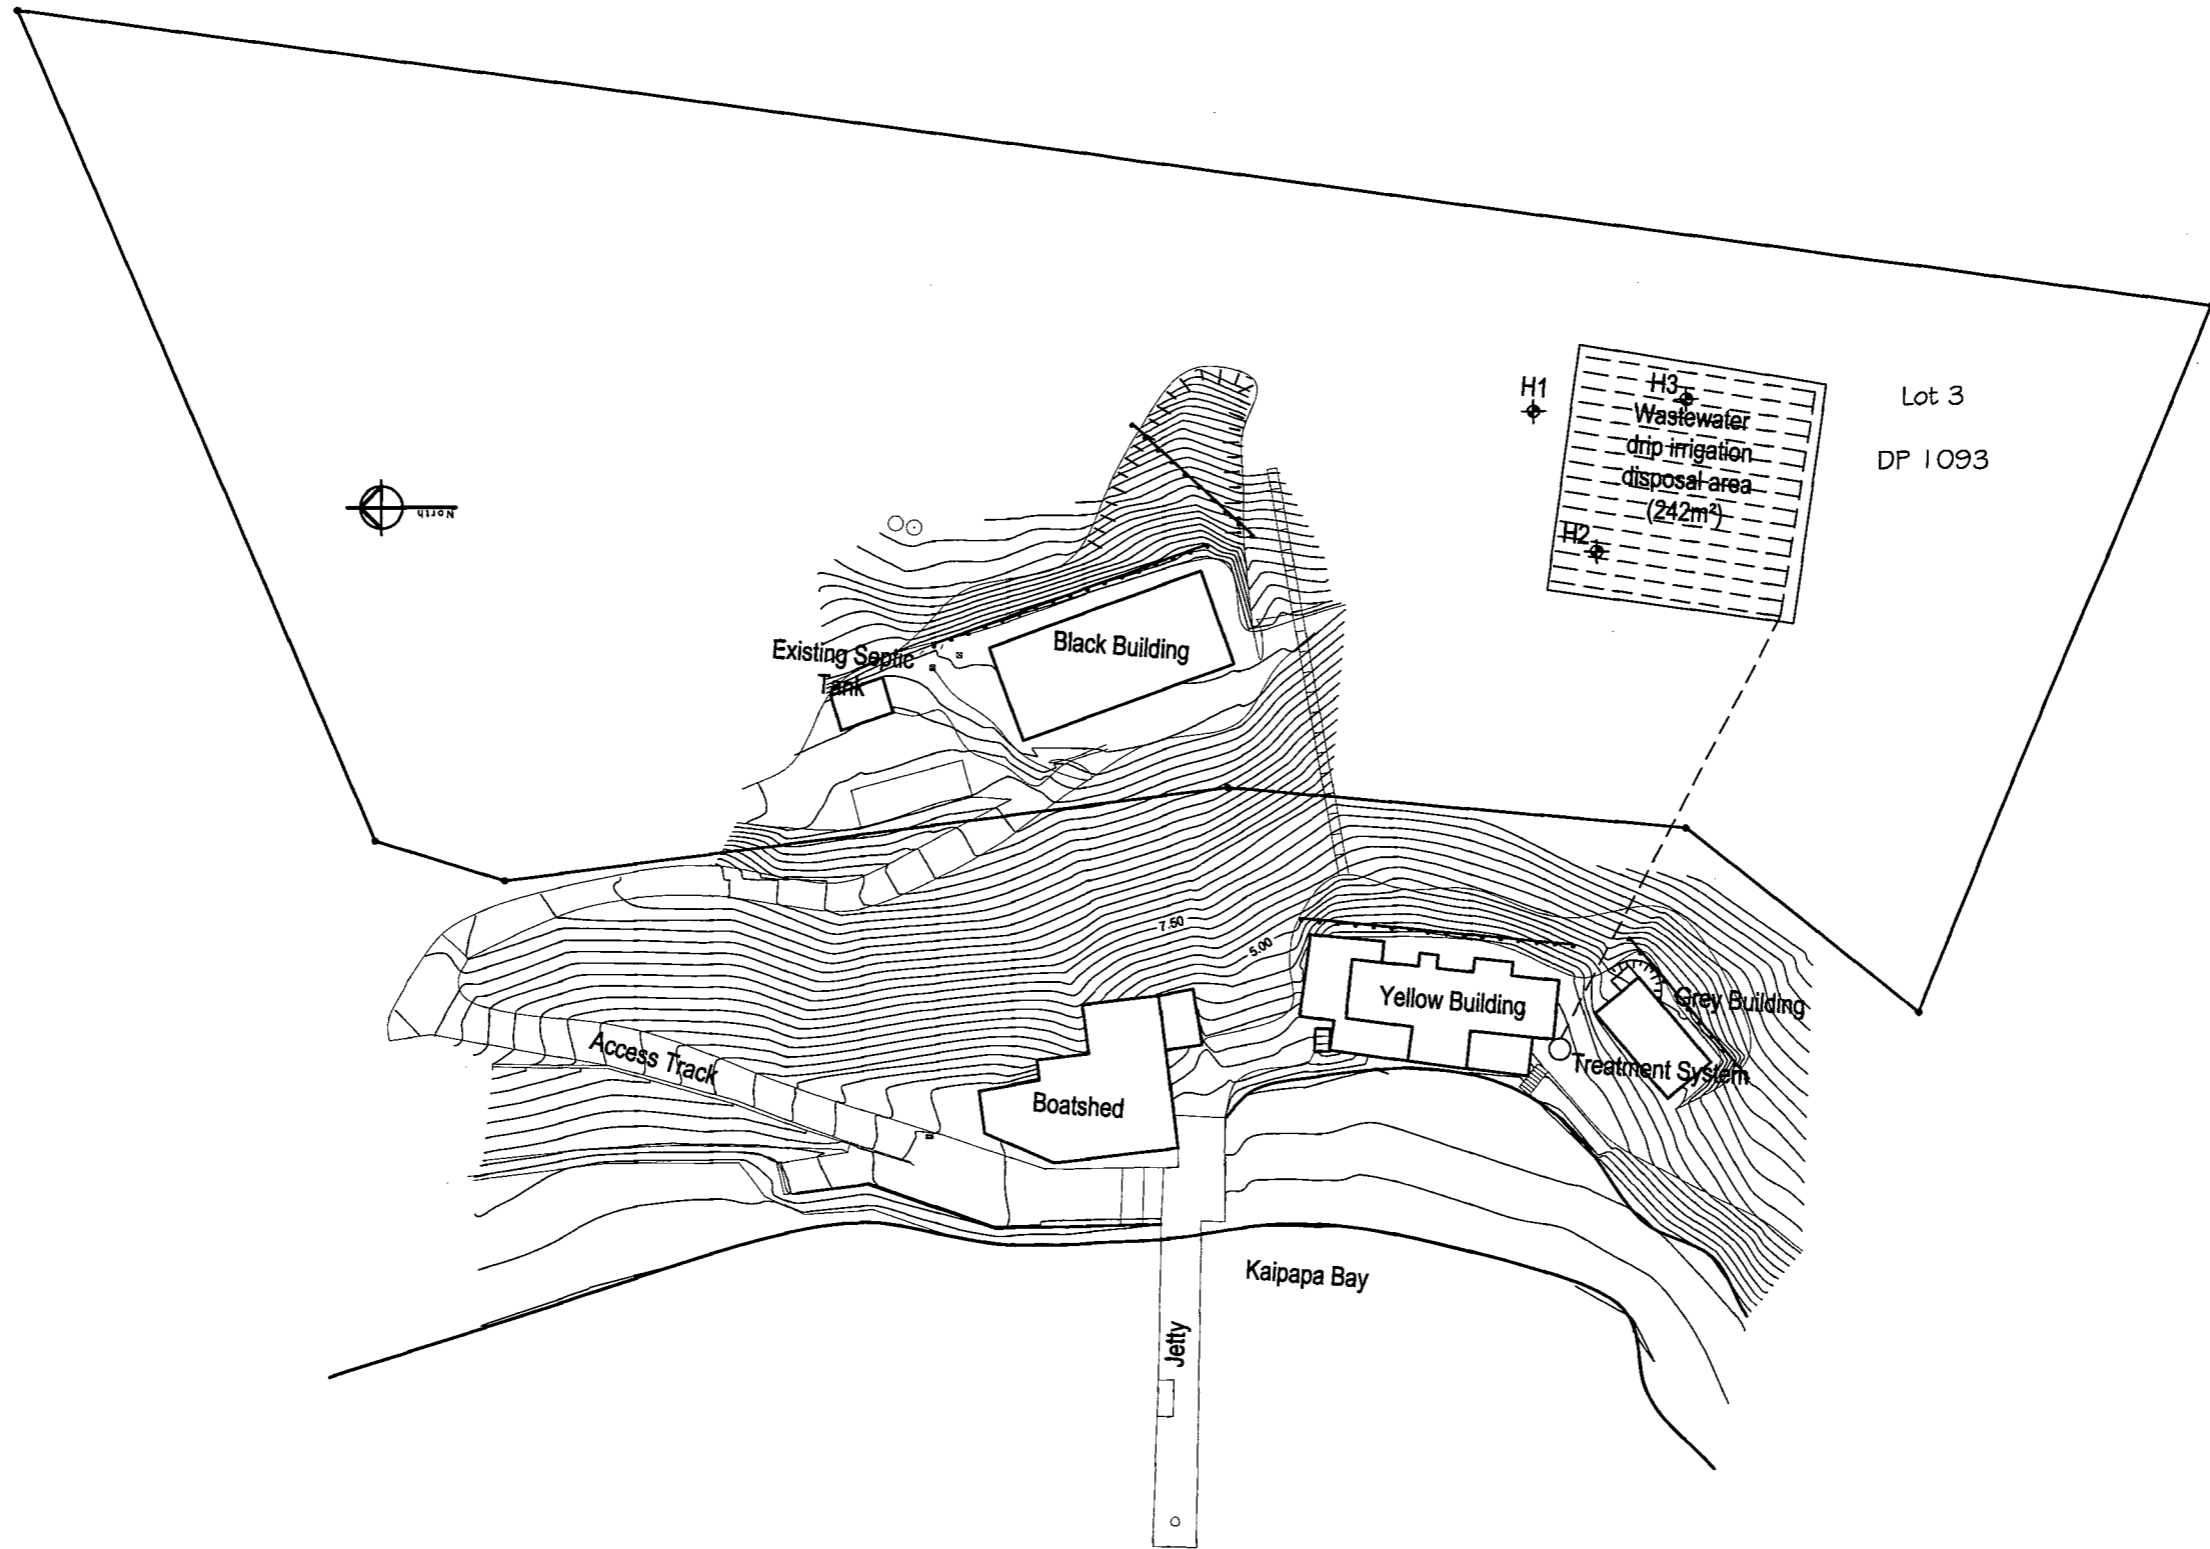 H1
H3
Wastewater
drip irrigation
disposal area
(242m²)
H2
Lot 3
DP 1093
North
Black Building
Existing Septic
Tank
7.50
5.00
Yellow Building
Grey Building
Treatment System
Access Track
Boatshed
Kaipapa Bay
Jetty